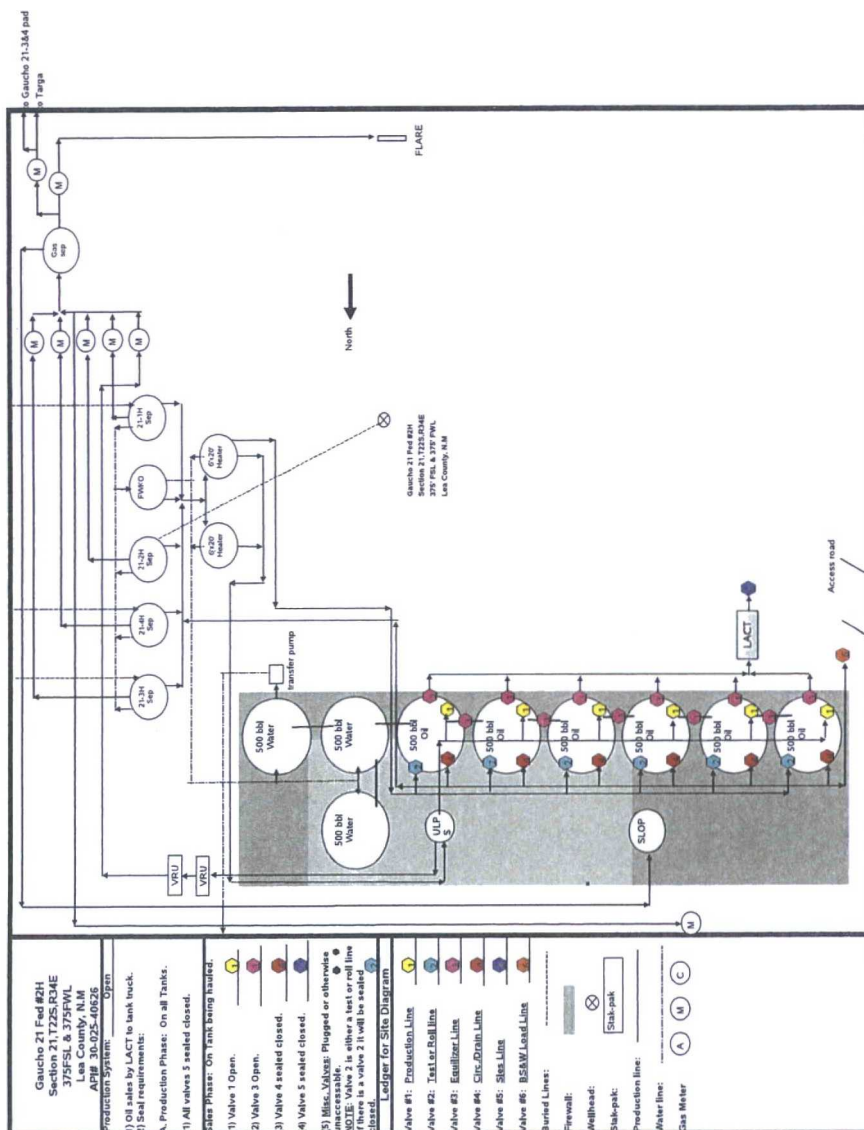 Gaucho 21 Fed #2H
Section 21,T22S,R34E
375FSL & 375FWL
Lea County, N.M
API# 30-025-40626
Production System: Open
1) Oil sales by LACT to tank truck.
2) Seal requirements:
A. Production Phase: On all Tanks.
1) All valves 5 sealed closed.
Sales Phase: On Tank being hauled.
1) Valve 1 Open.
2) Valve 3 Open.
3) Valve 4 sealed closed.
4) Valve 5 sealed closed.
(5) Misc. Valves: Plugged or otherwise
unaccessable.
NOTE: Valve 2 is either a test or roll line
if there is a valve 2 it will be sealed
closed.
Ledger for Site Diagram
Valve #1: Production Line
Valve #2: Test or Roll line
Valve #3: Equilizer Line
Valve #4: Circ./Drain Line
Valve #5: Sles Line
Valve #6: BS&W Load Line
Buried Lines:
Firewall:
Wellhead:
Stak-pak:
Stak-pak
Production line:
Water line:
Gas Meter
A
M
C
o Gaucho 21-3&4 pad
o Targa
M
M
FLARE
Gas
sep
M
M
M
M
M
North
21-1H
Sep
FWKO
21-2H
Sep
21-4H
Sep
21-3H
Sep
6'x20'
Heater
6'x20'
Heater
Gaucho 21 Fed #2H
Section 21,T22S,R34E
375' FSL & 375' FWL
Lea County, N.M
transfer pump
500 bbl
Water
500 bbl
Water
500 bbl
Water
500 bbl
Oil
500 bbl
Oil
500 bbl
Oil
500 bbl
Oil
500 bbl
Oil
500 bbl
Oil
VRU
VRU
ULP
S
SLOP
LACT
Access road
M